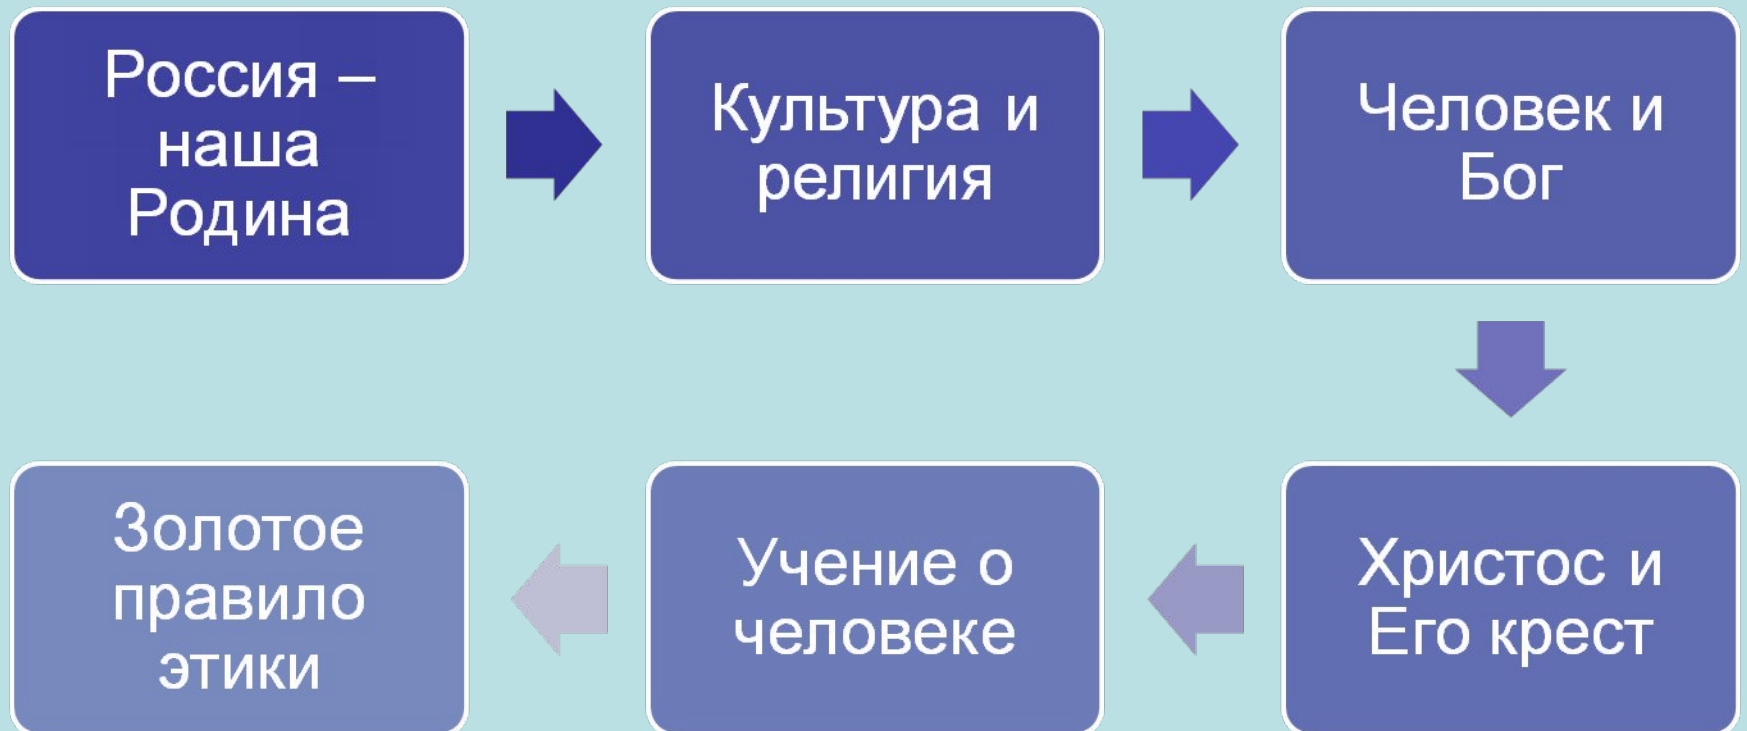 Россия –
наша
Родина
Культура и
религия
Человек и
Бог
Христос и
Его крест
Учение о
человеке
Золотое
правило
этики